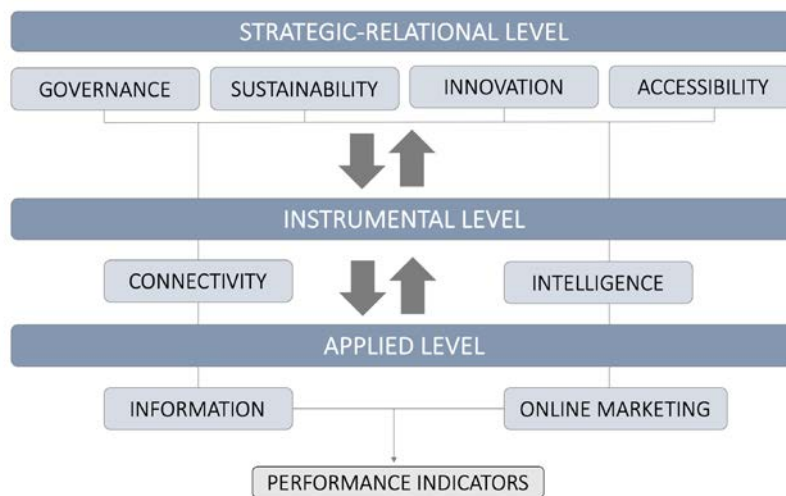 STRATEGIC-RELATIONAL LEVEL
GOVERNANCE
SUSTAINABILITY
INNOVATION
ACCESSIBILITY
INSTRUMENTAL LEVEL
CONNECTIVITY
INTELLIGENCE
APPLIED LEVEL
INFORMATION
ONLINE MARKETING
PERFORMANCE INDICATORS